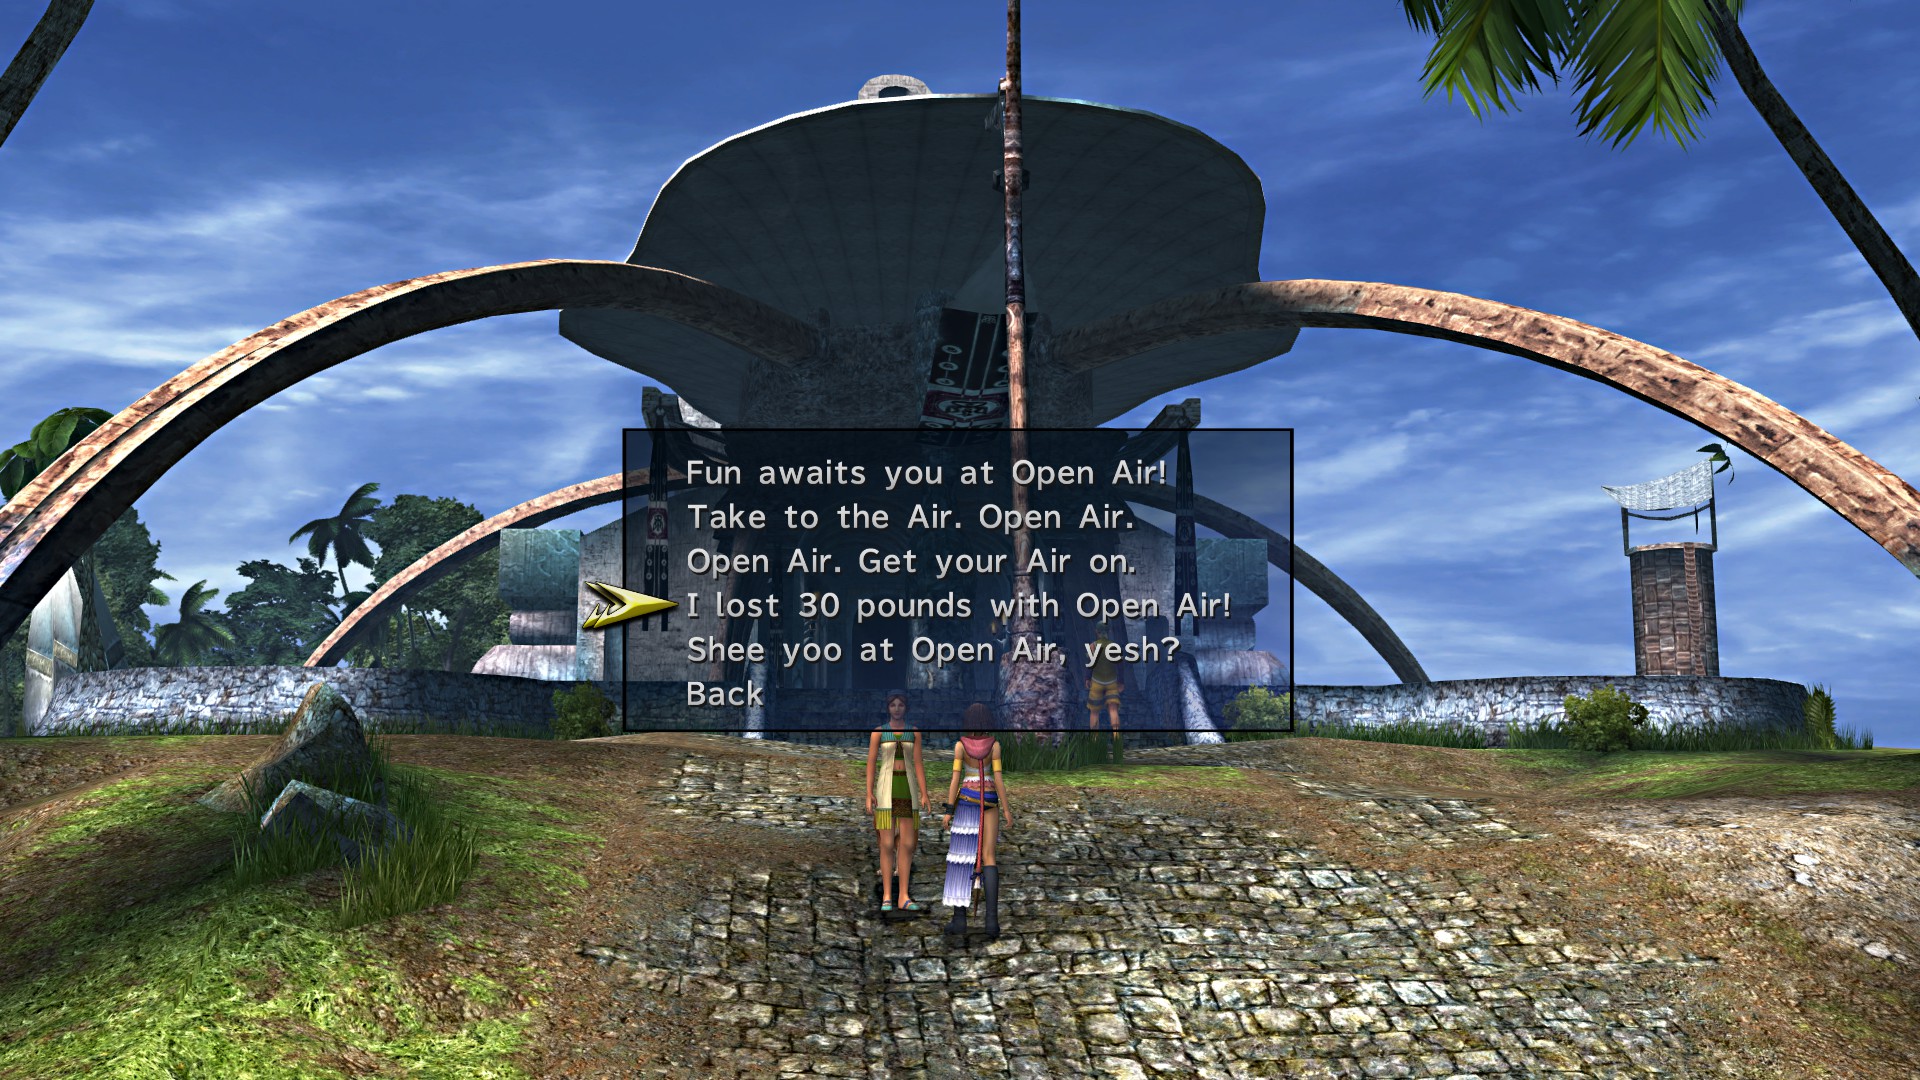 Fun awaits you at Open Air!
Take to the Air. Open Air.
Open Air. Get your Air on.
I lost 30 pounds with Open Air!
Shee yoo at Open Air, yesh?
Back